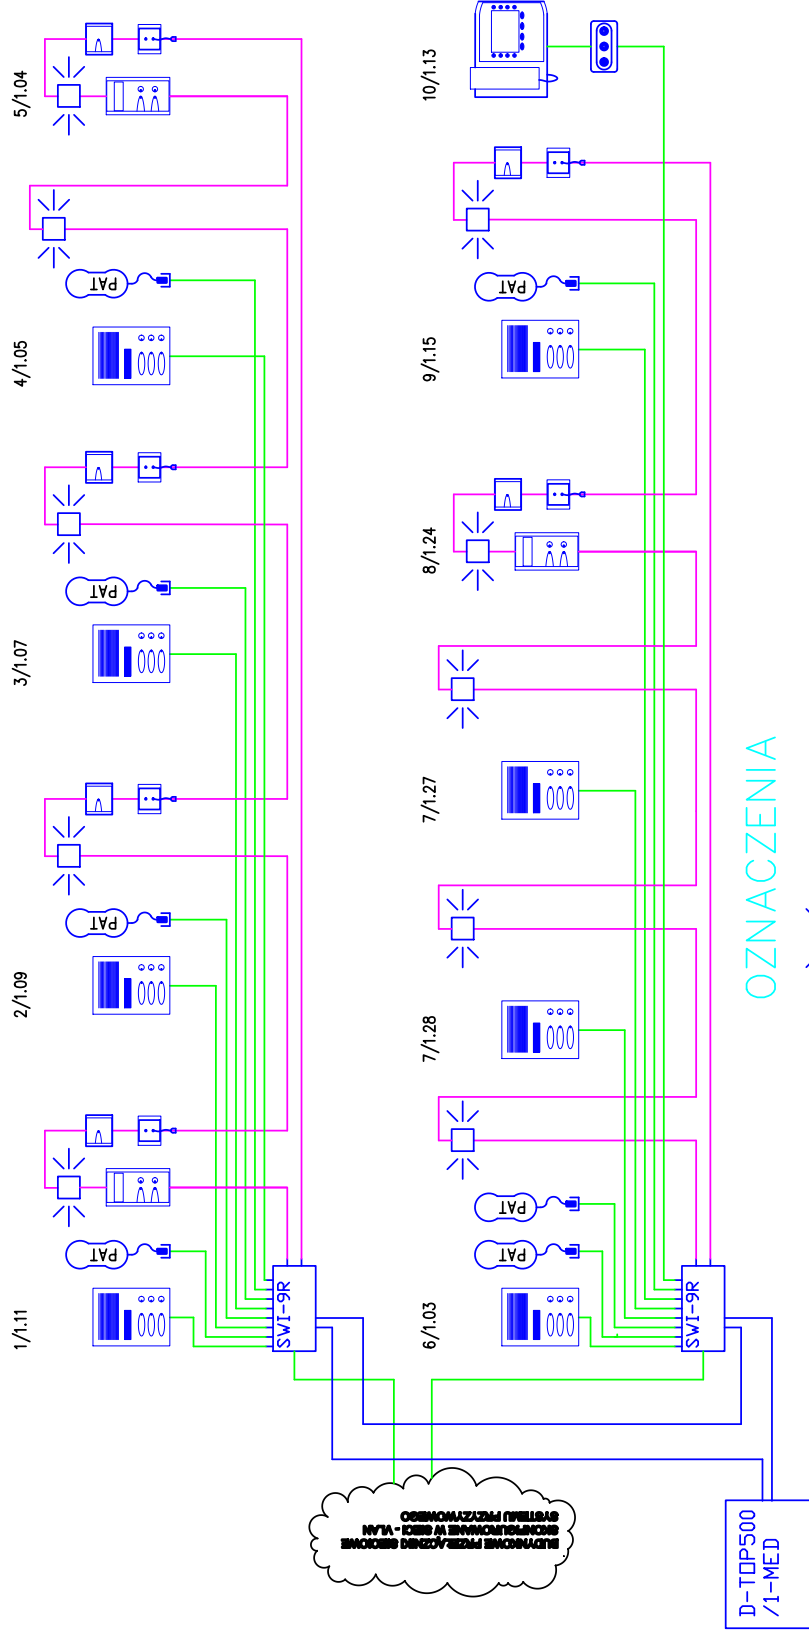 5/1.04
10/1.13
PAT
4/1.05
PAT
9/1.15
8/1.24
PAT
3/1.07
7/1.27
PAT
2/1.09
7/1.28
OZNACZENIA
PAT
1/1.11
SWI-9R
PAT
PAT
6/1.03
SWI-9R
BUDYNKOWE PRZEŁĄCZNIKI SIECIOWE
SKONFIGUROWANE W SIECI - VLAN
SYSTEMU PRZYZYWOWEGO
D-TOP500
/1-MED